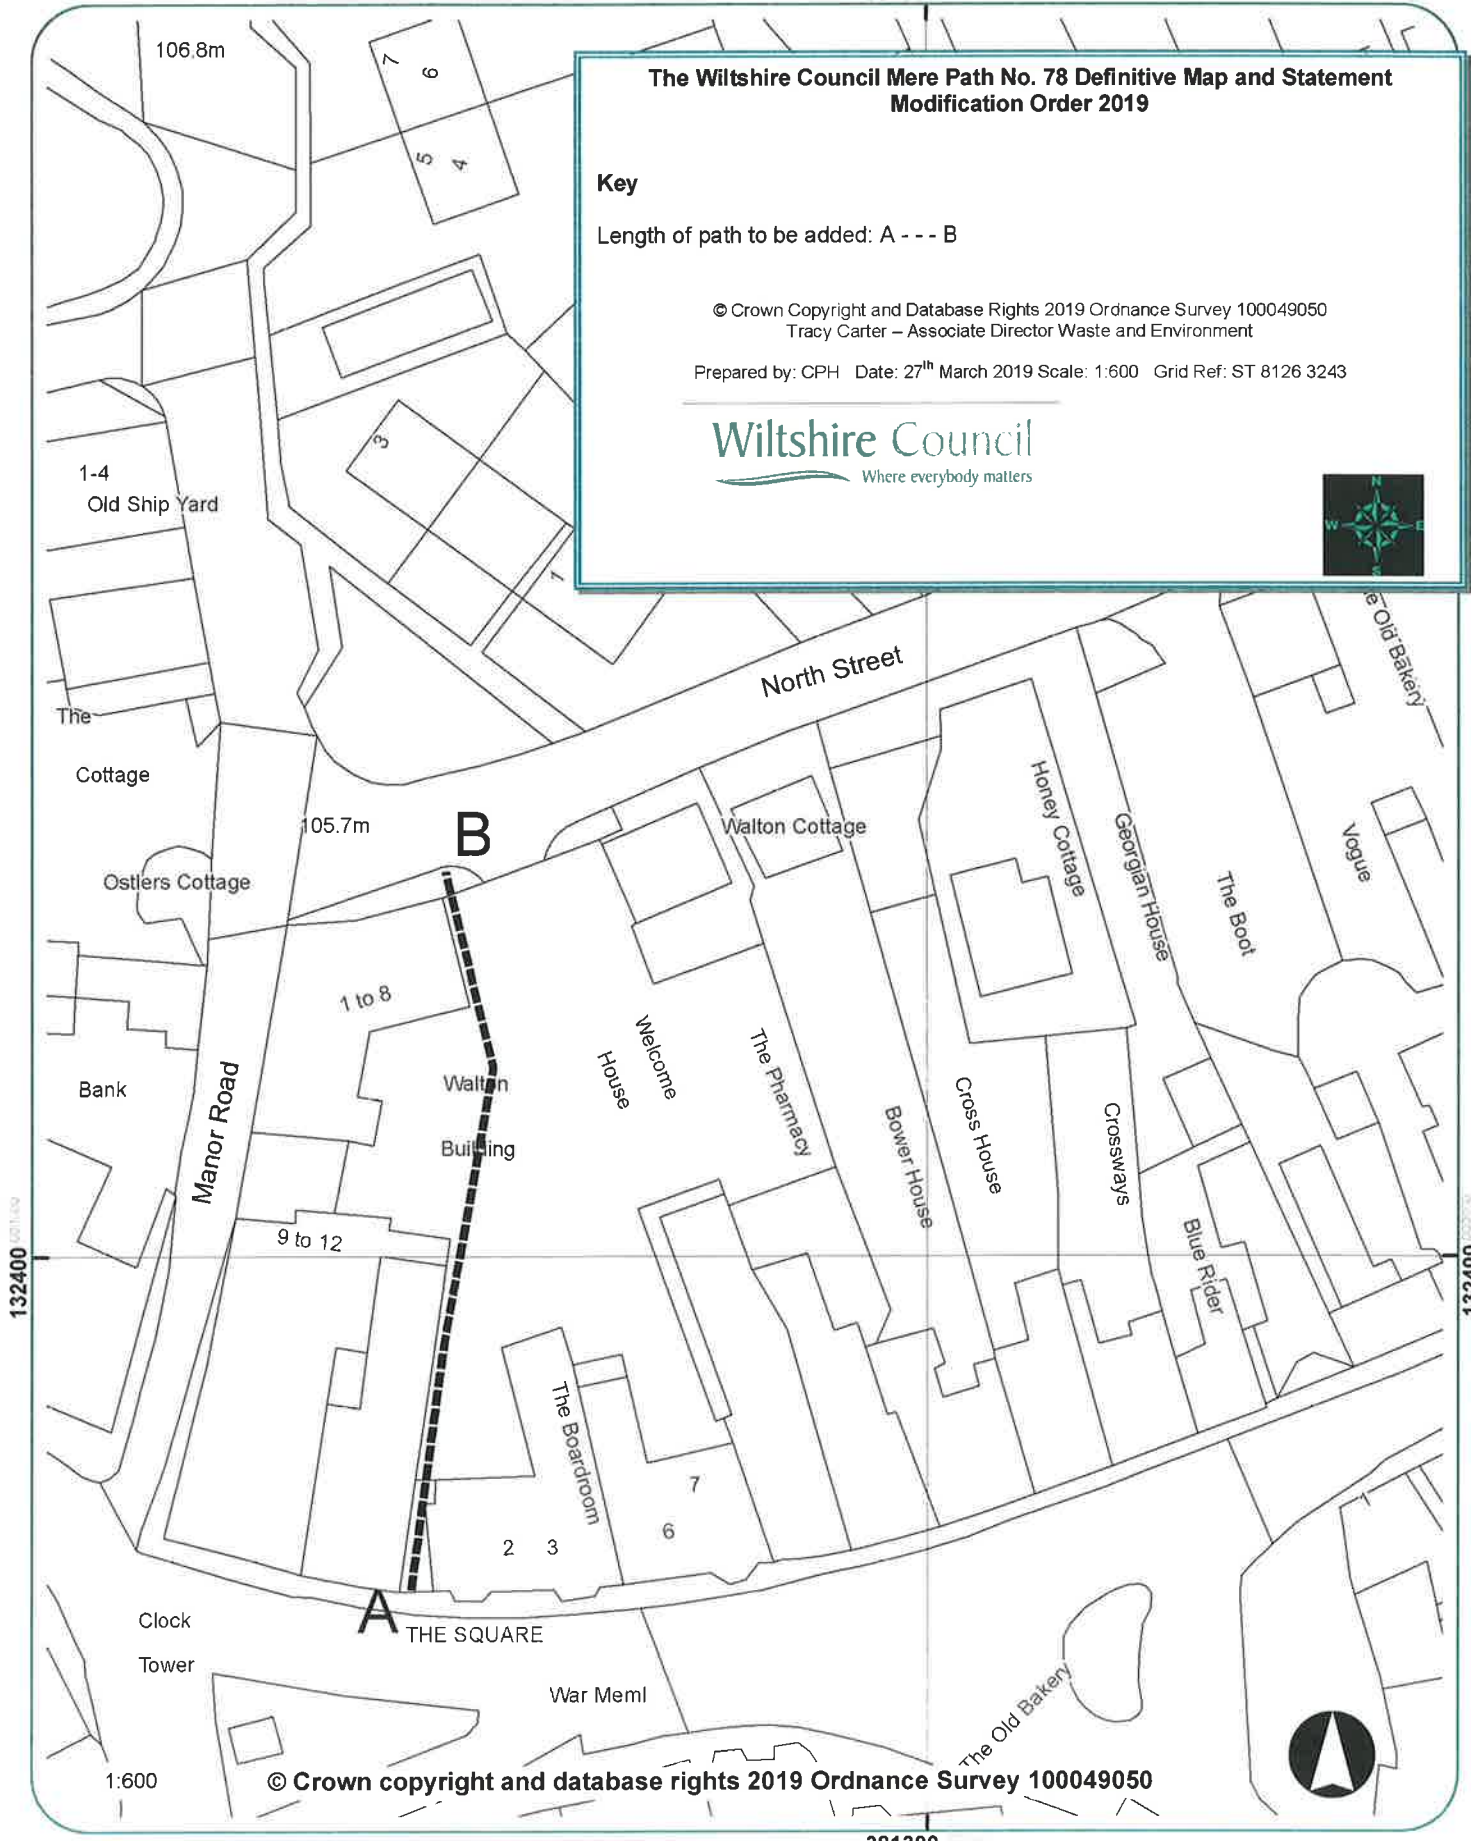 The Wiltshire Council Mere Path No. 78 Definitive Map and Statement
Modification Order 2019
Key
Length of path to be added: A - - - B
© Crown Copyright and Database Rights 2019 Ordnance Survey 100049050
Tracy Carter – Associate Director Waste and Environment
Prepared by: CPH Date: 27th March 2019 Scale: 1:600 Grid Ref: ST 8126 3243
Wiltshire Council
Where everybody matters
N
W E
S
106.8m
7
6
5
4
3
1
1-4
Old Ship Yard
The
Cottage
105.7m
Ostlers Cottage
North Street
B
Walton Cottage
Honey Cottage
Georgian House
The Boot
Vogue
Old Bakery
1 to 8
Bank
Manor Road
Walton
Building
Welcome
House
The Pharmacy
Bower House
Cross House
Crossways
Blue Rider
9 to 12
132400
The Boardroom
7
6
2 3
A
THE SQUARE
Clock
Tower
War Meml
The Old Bakery
1
1:600
© Crown copyright and database rights 2019 Ordnance Survey 100049050